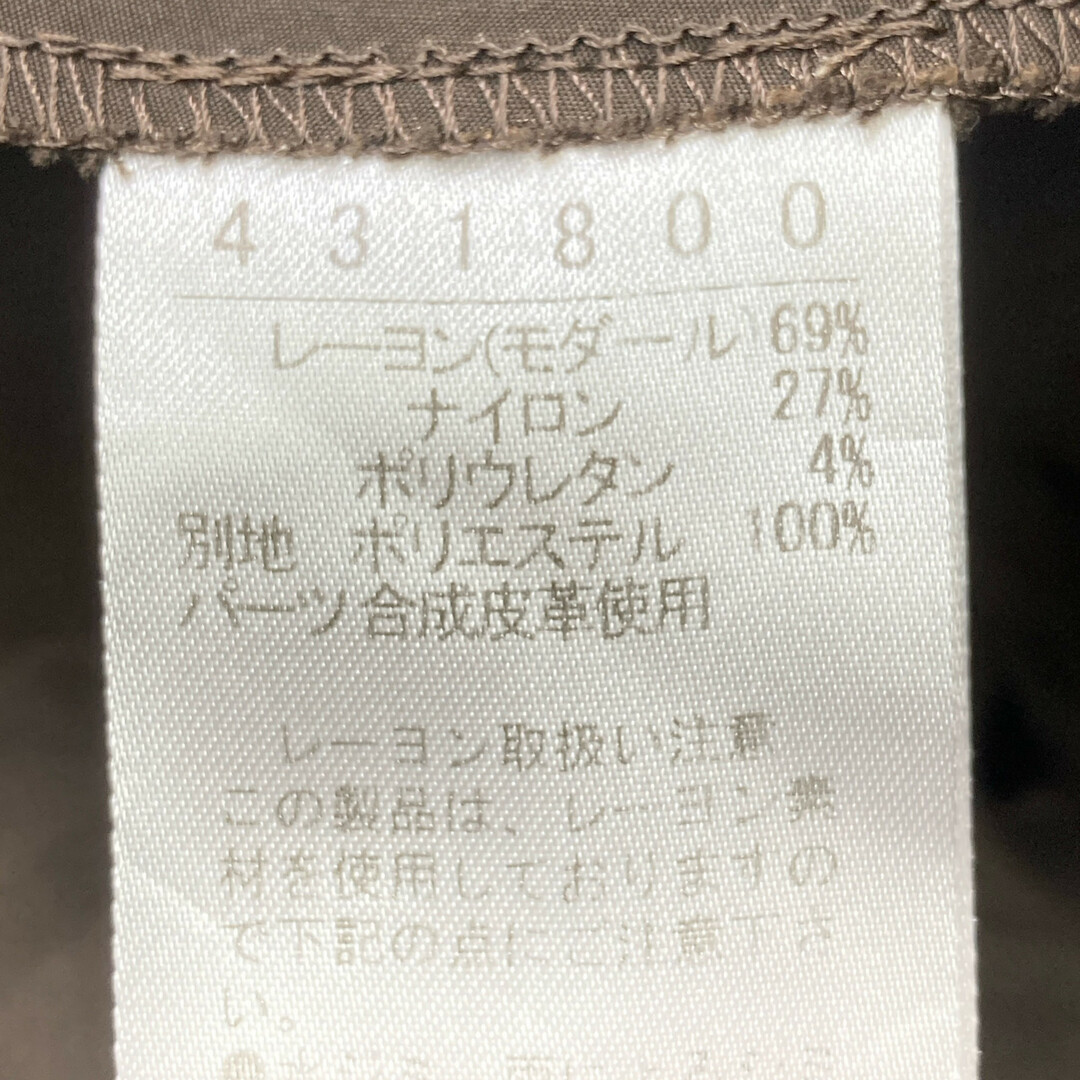 431800
レーヨン(モダール) 69%
ナイロン 27%
ポリウレタン 4%
別地 ポリエステル 100%
パーツ合成皮革使用
レーヨン取扱い注意
この製品は、レーヨン素
材を使用しておりますの
で下記の点にご注意下さ
い。